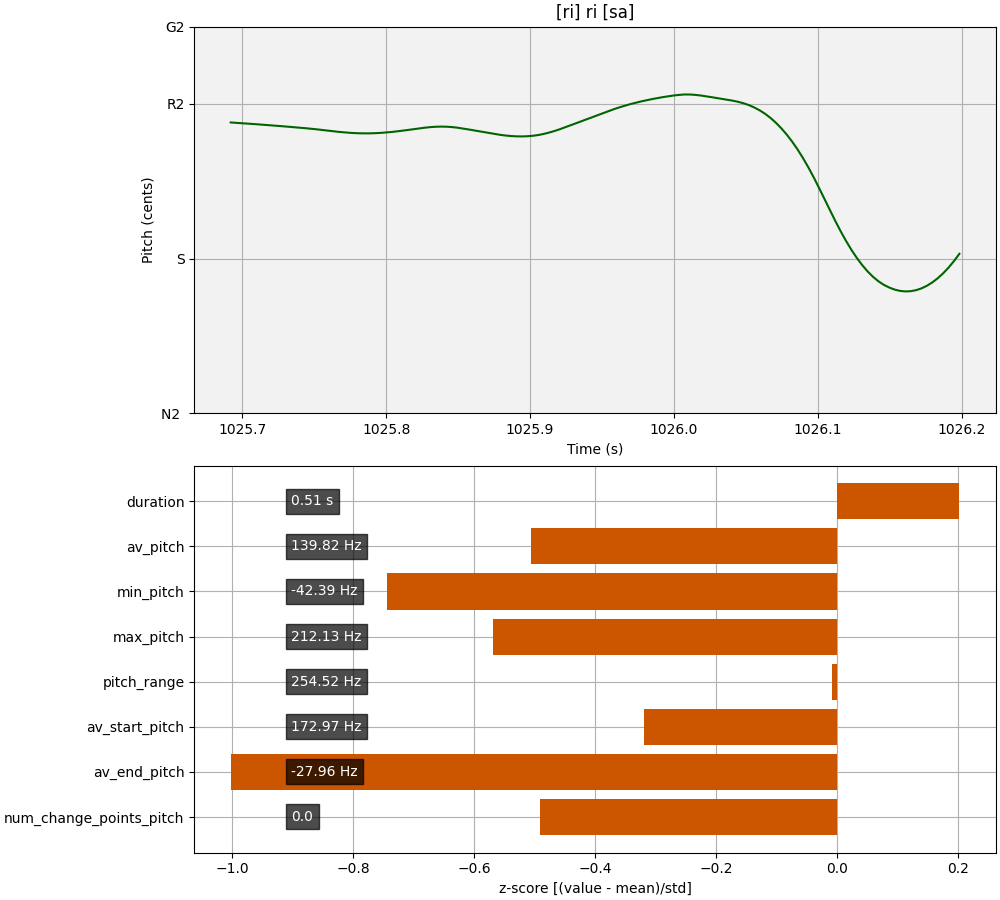 [ri] ri [sa]
G2
R2
S
N2
Pitch (cents)
1025.7 1025.8 1025.9 1026.0 1026.1 1026.2
Time (s)
duration 0.51 s
av_pitch 139.82 Hz
min_pitch -42.39 Hz
max_pitch 212.13 Hz
pitch_range 254.52 Hz
av_start_pitch 172.97 Hz
av_end_pitch -27.96 Hz
num_change_points_pitch 0.0
−1.0 −0.8 −0.6 −0.4 −0.2 0.0 0.2
z-score [(value - mean)/std]